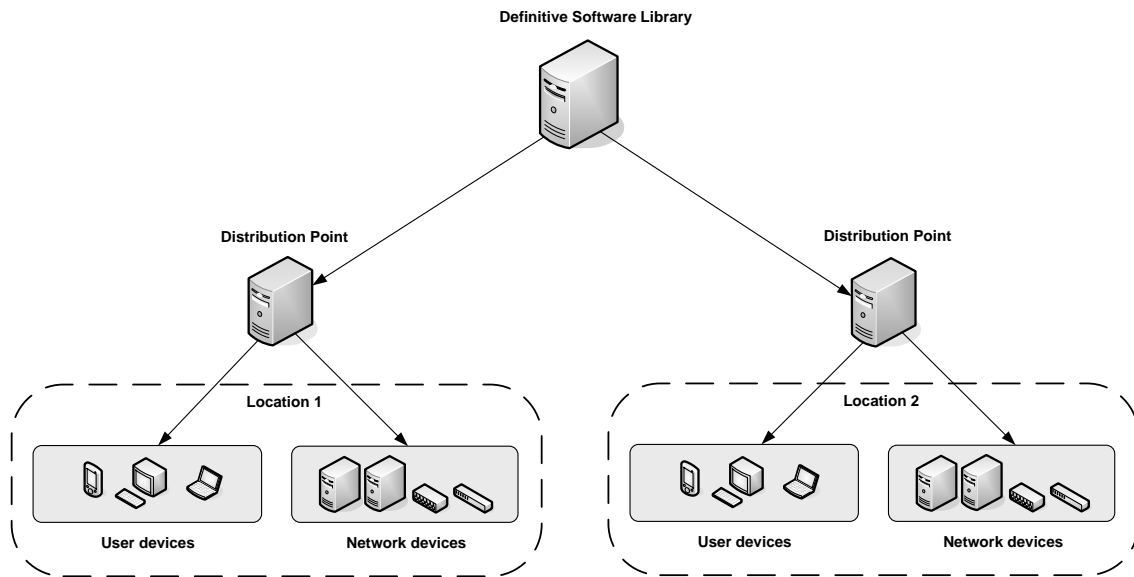 Definitive Software Library
Distribution Point
Distribution Point
Location 1
Location 2
User devices
Network devices
User devices
Network devices